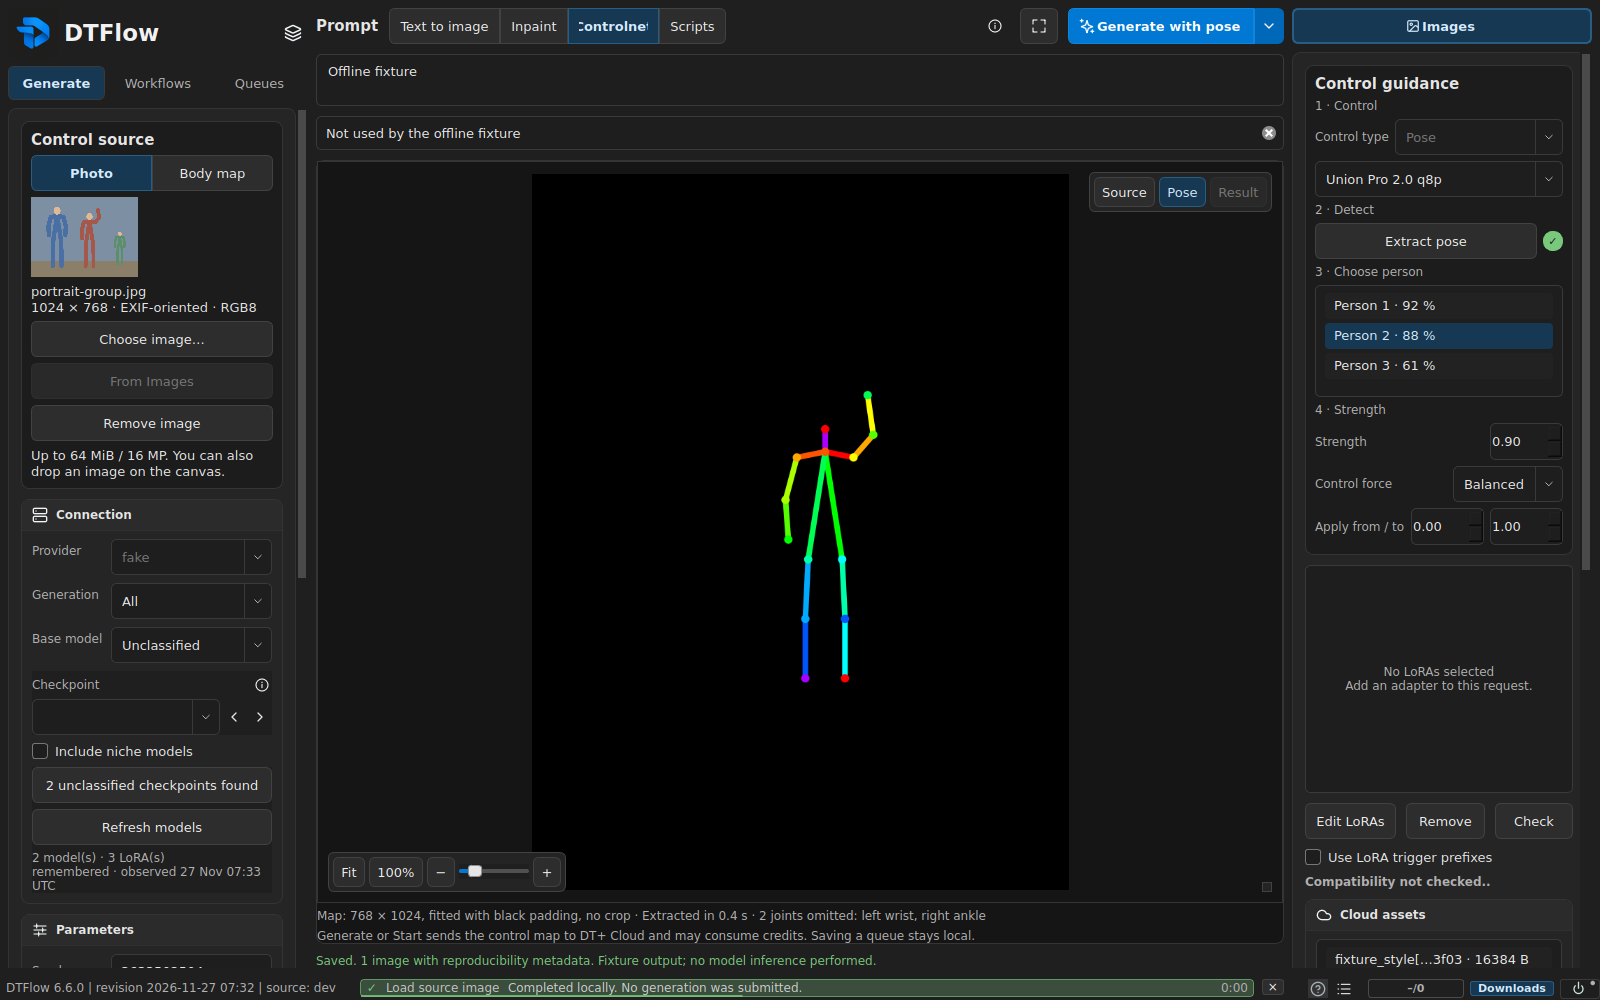 DTFlow
Prompt
Text to image
Inpaint
Controlnet
Scripts
Generate with pose
Images
Generate
Workflows
Queues
Offline fixture
Not used by the offline fixture
Control source
Photo
Body map
portrait-group.jpg
1024 × 768 · EXIF-oriented · RGB8
Choose image…
From Images
Remove image
Up to 64 MiB / 16 MP. You can also
drop an image on the canvas.
Connection
Provider
fake
Generation
All
Base model
Unclassified
Checkpoint
Include niche models
2 unclassified checkpoints found
Refresh models
2 model(s) · 3 LoRA(s)
remembered · observed 27 Nov 07:33
UTC
Parameters
Source
Pose
Result
Fit
100%
−
+
Map: 768 × 1024, fitted with black padding, no crop · Extracted in 0.4 s · 2 joints omitted: left wrist, right ankle
Generate or Start sends the control map to DT+ Cloud and may consume credits. Saving a queue stays local.
Saved. 1 image with reproducibility metadata. Fixture output; no model inference performed.
Control guidance
1 · Control
Control type
Pose
Union Pro 2.0 q8p
2 · Detect
Extract pose
✓
3 · Choose person
Person 1 · 92 %
Person 2 · 88 %
Person 3 · 61 %
4 · Strength
Strength
0.90
Control force
Balanced
Apply from / to
0.00
1.00
No LoRAs selected
Add an adapter to this request.
Edit LoRAs
Remove
Check
Use LoRA trigger prefixes
Compatibility not checked..
Cloud assets
fixture_style[…3f03 · 16384 B
DTFlow 6.6.0 | revision 2026-11-27 07:32 | source: dev
✓ Load source image Completed locally. No generation was submitted.
0:00
–/0
Downloads